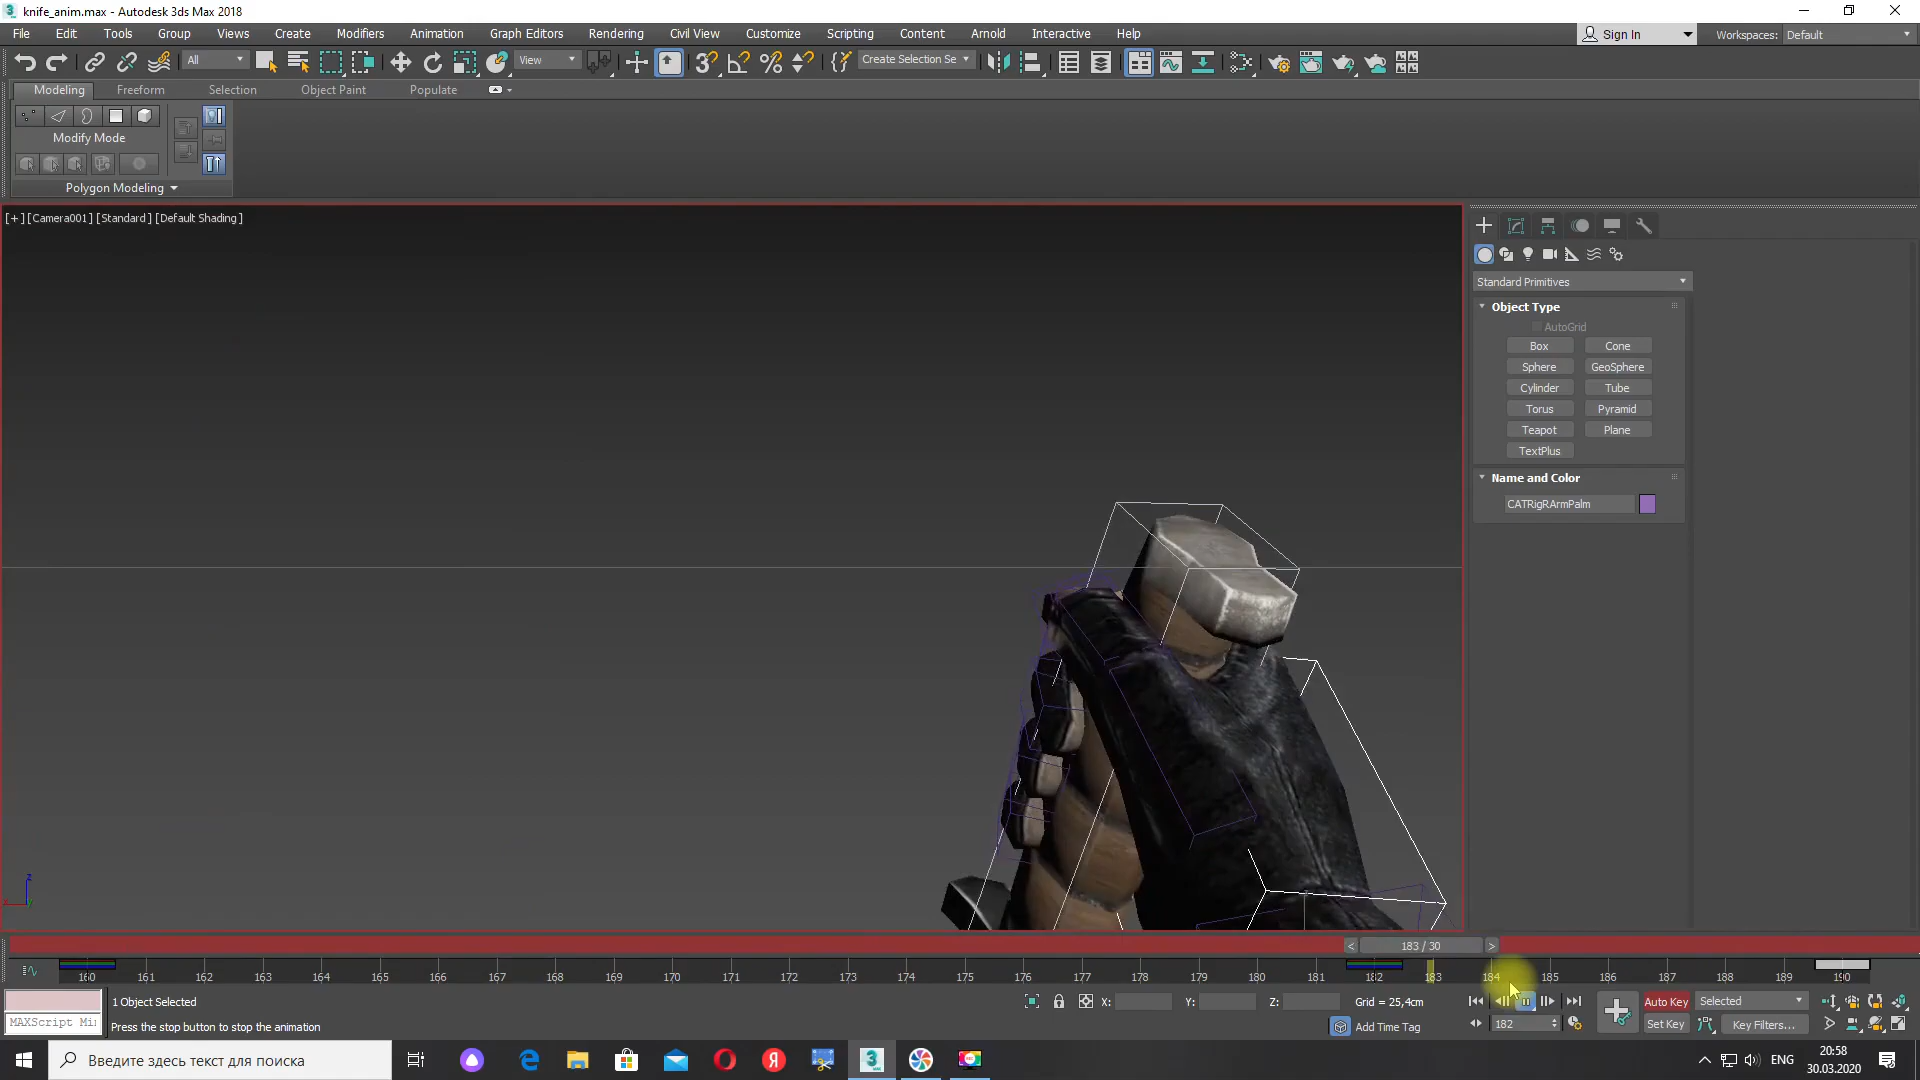 knife_anim.max - Autodesk 3ds Max 2018
File Edit Tools Group Views Create Modifiers Animation Graph Editors Rendering Civil View Customize Scripting Content Arnold Interactive Help
Sign In
Workspaces: Default
All
View
Create Selection Se
Modeling Freeform Selection Object Paint Populate
Modify Mode
Polygon Modeling
[+] [Camera001] [Standard] [Default Shading]
Standard Primitives
Object Type
AutoGrid
Box Cone
Sphere GeoSphere
Cylinder Tube
Torus Pyramid
Teapot Plane
TextPlus
Name and Color
CATRigRArmPalm
z
183 / 30
160 161 162 163 164 165 166 167 168 169 170 171 172 173 174 175 176 177 178 179 180 181 182 183 184 185 186 187 188 189 190
1 Object Selected
X: Y: Z: Grid = 25,4cm
Auto Key Selected
MAXScript Mi
Press the stop button to stop the animation
Add Time Tag
182
Set Key Key Filters...
Введите здесь текст для поиска
ENG
20:58
30.03.2020